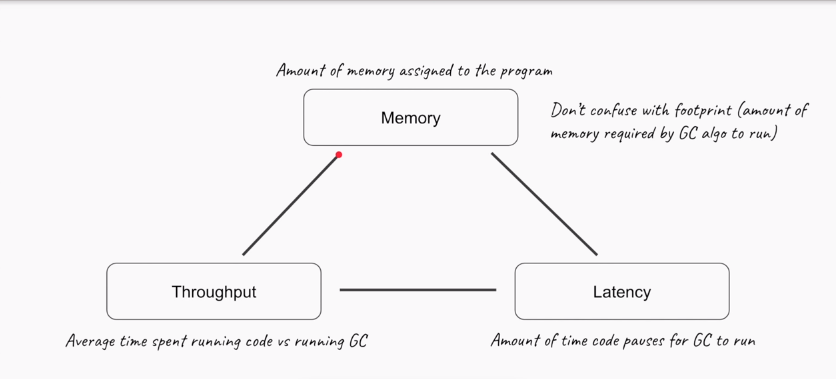 Amount of memory assigned to the program
Memory
Don't confuse with footprint (amount of
memory required by GC algo to run)
Throughput
Latency
Average time spent running code vs running GC
Amount of time code pauses for GC to run